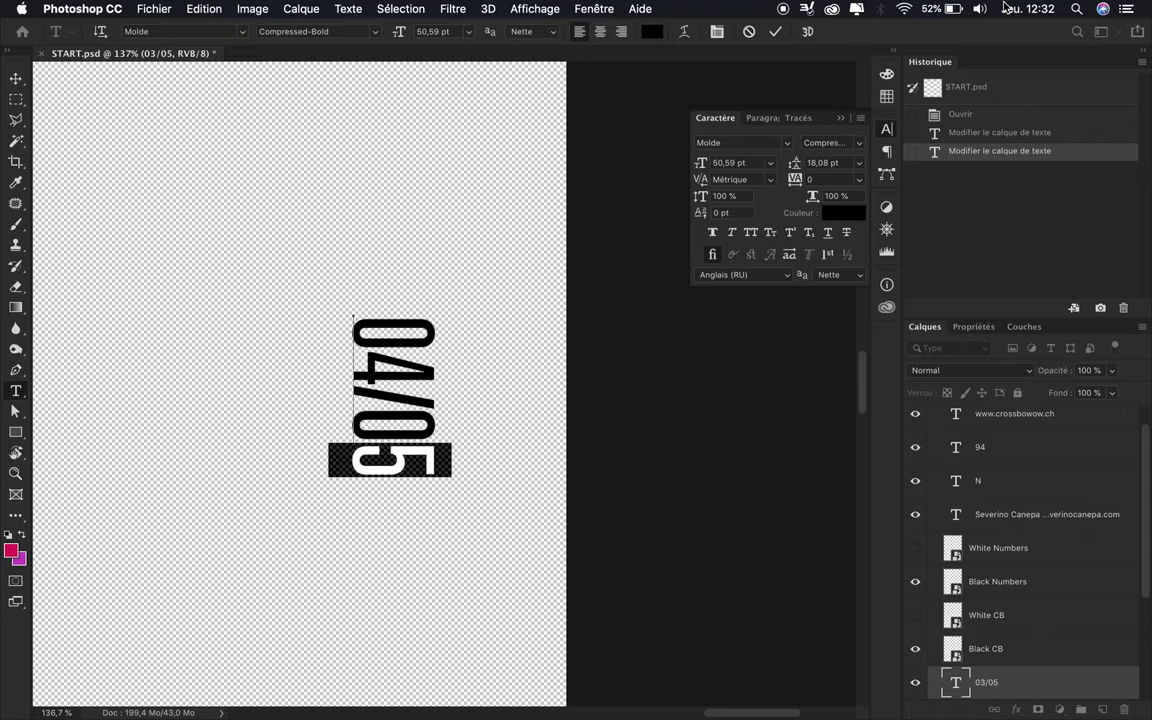 Photoshop CC Fichier Edition Image Calque Texte Sélection Filtre 3D Affichage Fenêtre Aide 52% 12:32
Molde Compressed-Bold 50,59 pt Nette 3D
START.psd @ 137% (03/05, RVB/8) *
Historique
START.psd
Ouvrir
Modifier le calque de texte
Modifier le calque de texte
Caractère Paragra Tracés
Molde Compres...
50,59 pt 18,08 pt
Métrique 0
100 % 100 %
0 pt Couleur :
Anglais (RU) Nette
04/05
Calques Propriétés Couches
Type
Normal Opacité : 100 %
Verrou : Fond : 100 %
www.crossbowow.ch
94
N
Severino Canepa ...verinocanepa.com
White Numbers
Black Numbers
White CB
Black CB
03/05
136,7 % Doc : 199,4 Mo/43,0 Mo